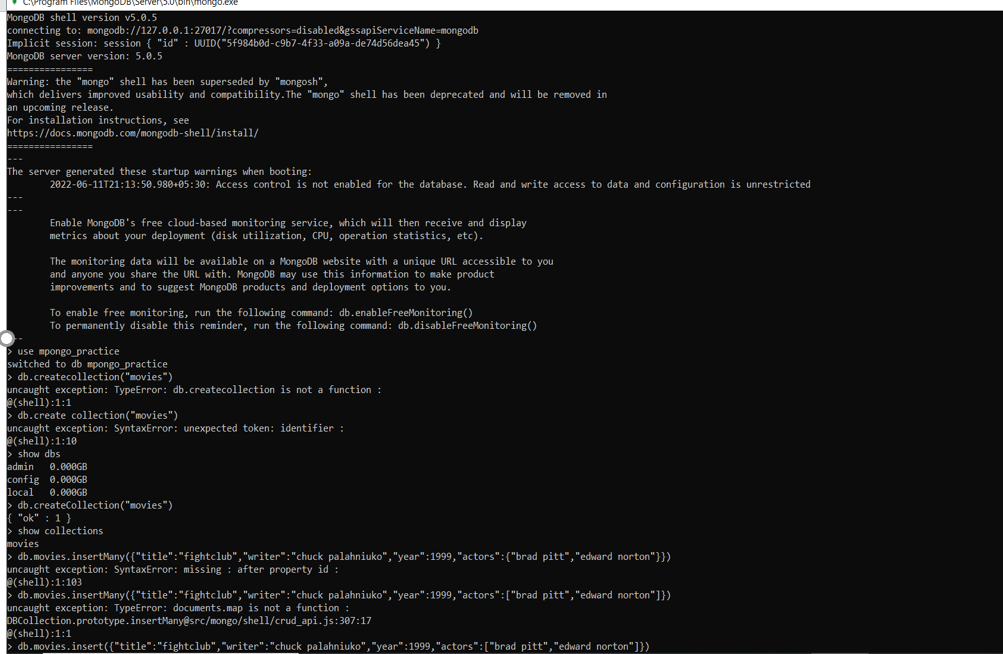 C:\Program Files\MongoDB\Server\5.0\bin\mongo.exe
MongoDB shell version v5.0.5
connecting to: mongodb://127.0.0.1:27017/?compressors=disabled&gssapiServiceName=mongodb
Implicit session: session { "id" : UUID("5f984b0d-c9b7-4f33-a09a-de74d56dea45") }
MongoDB server version: 5.0.5
================
Warning: the "mongo" shell has been superseded by "mongosh",
which delivers improved usability and compatibility.The "mongo" shell has been deprecated and will be removed in
an upcoming release.
For installation instructions, see
https://docs.mongodb.com/mongodb-shell/install/
================
---
The server generated these startup warnings when booting:
2022-06-11T21:13:50.980+05:30: Access control is not enabled for the database. Read and write access to data and configuration is unrestricted
---
---
Enable MongoDB's free cloud-based monitoring service, which will then receive and display
metrics about your deployment (disk utilization, CPU, operation statistics, etc).
The monitoring data will be available on a MongoDB website with a unique URL accessible to you
and anyone you share the URL with. MongoDB may use this information to make product
improvements and to suggest MongoDB products and deployment options to you.
To enable free monitoring, run the following command: db.enableFreeMonitoring()
To permanently disable this reminder, run the following command: db.disableFreeMonitoring()
--
> use mpongo_practice
switched to db mpongo_practice
> db.createcollection("movies")
uncaught exception: TypeError: db.createcollection is not a function :
@(shell):1:1
> db.create collection("movies")
uncaught exception: SyntaxError: unexpected token: identifier :
@(shell):1:10
> show dbs
admin 0.000GB
config 0.000GB
local 0.000GB
> db.createCollection("movies")
{ "ok" : 1 }
> show collections
movies
> db.movies.insertMany({"title":"fightclub","writer":"chuck palahniuko","year":1999,"actors":{"brad pitt","edward norton"}})
uncaught exception: SyntaxError: missing : after property id :
@(shell):1:103
> db.movies.insertMany({"title":"fightclub","writer":"chuck palahniuko","year":1999,"actors":["brad pitt","edward norton"]})
uncaught exception: TypeError: documents.map is not a function :
DBCollection.prototype.insertMany@src/mongo/shell/crud_api.js:307:17
@(shell):1:1
> db.movies.insert({"title":"fightclub","writer":"chuck palahniuko","year":1999,"actors":["brad pitt","edward norton"]})